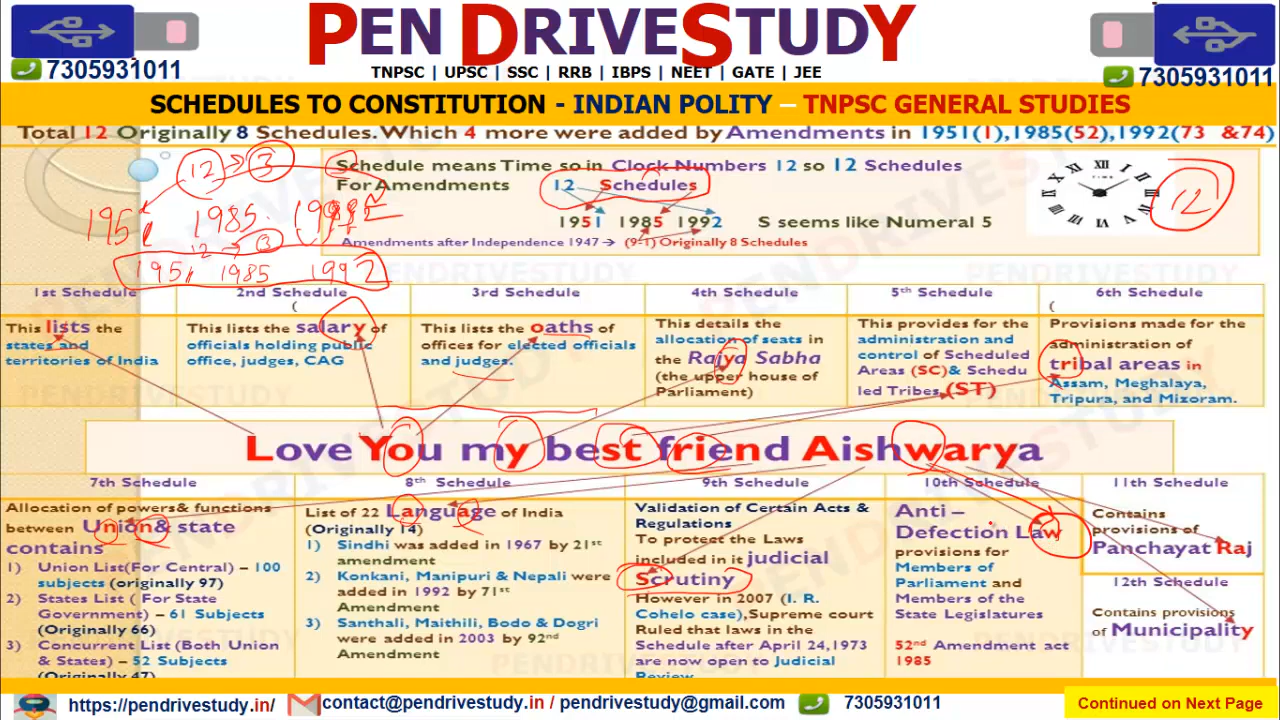 PEN DRIVESTUDY
7305931011
TNPSC | UPSC | SSC | RRB | IBPS | NEET | GATE | JEE
7305931011
SCHEDULES TO CONSTITUTION - INDIAN POLITY – TNPSC GENERAL STUDIES
Total 12 Originally 8 Schedules. Which 4 more were added by Amendments in 1951(1),1985(52),1992(73 &74)
Schedule means Time so in Clock Numbers 12 so 12 Schedules
For Amendments 12 Schedules
1951 1985 1992 S seems like Numeral 5
Amendments after Independence 1947 → (9-1) Originally 8 Schedules
12 → 3
1951 1985 1992
12 → 3
1951 1985 1992
12
1st Schedule
This lists the
states and
territories of India
2nd Schedule
(
This lists the salary of
officials holding public
office, judges, CAG
3rd Schedule
This lists the oaths of
offices for elected officials
and judges.
4th Schedule
This details the
allocation of seats in
the Rajya Sabha
(the upper house of
Parliament)
5th Schedule
This provides for the
administration and
control of Scheduled
Areas (SC) & Schedu
led Tribes (ST)
6th Schedule
(
Provisions made for the
administration of
tribal areas in
Assam, Meghalaya,
Tripura, and Mizoram.
Love You my best friend Aishwarya
7th Schedule
Allocation of powers& functions
between Union & state
contains
1) Union List(For Central) – 100
subjects (originally 97)
2) States List ( For State
Government) – 61 Subjects
(Originally 66)
3) Concurrent List (Both Union
& States) – 52 Subjects
(Originally 47)
8th Schedule
List of 22 Language of India
(Originally 14)
1) Sindhi was added in 1967 by 21st
amendment
2) Konkani, Manipuri & Nepali were
added in 1992 by 71st
Amendment
3) Santhali, Maithili, Bodo & Dogri
were added in 2003 by 92nd
Amendment
9th Schedule
Validation of Certain Acts &
Regulations
To protect the Laws
included in it judicial
Scrutiny
However in 2007 (I. R.
Cohelo case),Supreme court
Ruled that laws in the
Schedule after April 24,1973
are now open to Judicial
Review
10th Schedule
Anti –
Defection Law
provisions for
Members of
Parliament and
Members of the
State Legislatures
52nd Amendment act
1985
11th Schedule
Contains
provisions of
Panchayat Raj
12th Schedule
Contains provisions
of Municipality
https://pendrivestudy.in/
contact@pendrivestudy.in / pendrivestudy@gmail.com
7305931011
Continued on Next Page